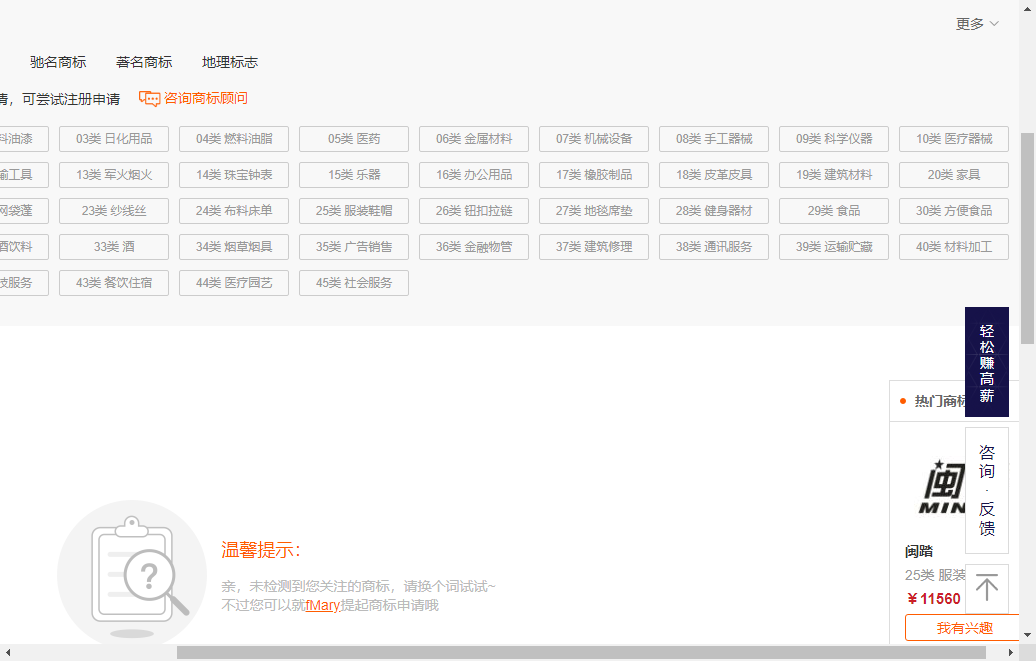 更多
驰名商标 著名商标 地理标志
请，可尝试注册申请 咨询商标顾问
料油漆 03类 日化用品 04类 燃料油脂 05类 医药 06类 金属材料 07类 机械设备 08类 手工器械 09类 科学仪器 10类 医疗器械
输工具 13类 军火烟火 14类 珠宝钟表 15类 乐器 16类 办公用品 17类 橡胶制品 18类 皮革皮具 19类 建筑材料 20类 家具
网袋篷 23类 纱线丝 24类 布料床单 25类 服装鞋帽 26类 钮扣拉链 27类 地毯席垫 28类 健身器材 29类 食品 30类 方便食品
酒饮料 33类 酒 34类 烟草烟具 35类 广告销售 36类 金融物管 37类 建筑修理 38类 通讯服务 39类 运输贮藏 40类 材料加工
技服务 43类 餐饮住宿 44类 医疗园艺 45类 社会服务
轻松赚高薪
热门商标
咨询·反馈
闽
MIN
温馨提示：
亲，未检测到您关注的商标，请换个词试试~
不过您可以就fMary提起商标申请哦
闽踏
25类 服装
￥11560
我有兴趣